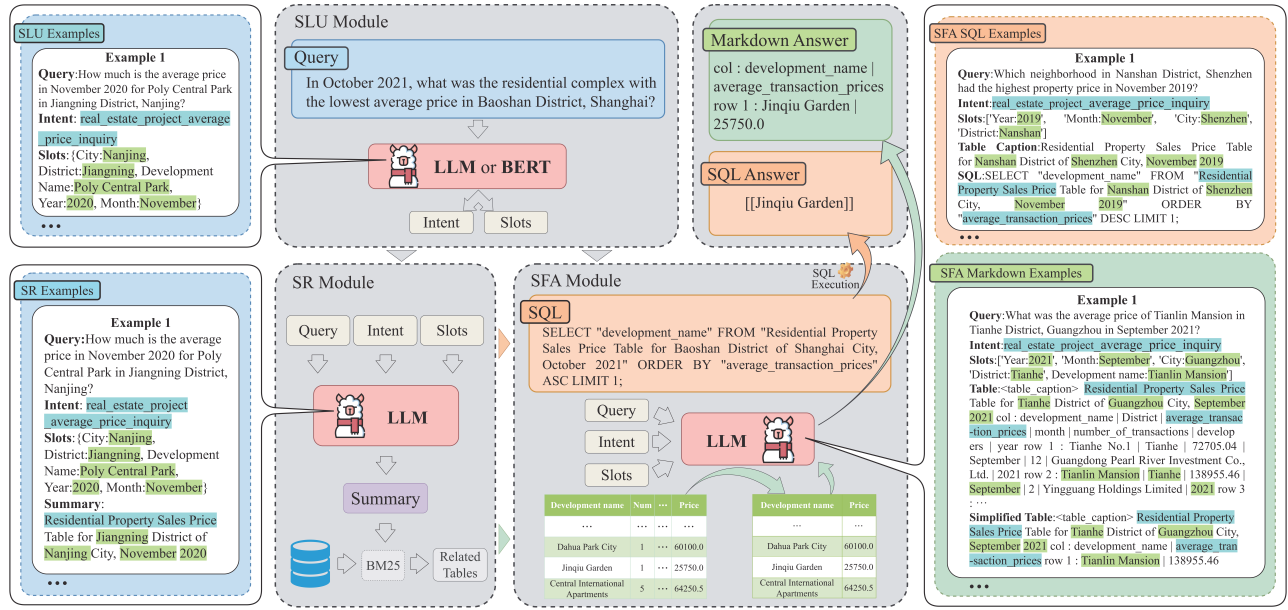 SLU Examples
Example 1
Query:How much is the average price
in November 2020 for Poly Central Park
in Jiangning District, Nanjing?
Intent: real_estate_project_average
_price_inquiry
Slots:{City:Nanjing,
District:Jiangning, Development
Name:Poly Central Park,
Year:2020, Month:November}
•••
SR Examples
Example 1
Query:How much is the average
price in November 2020 for Poly
Central Park in Jiangning District,
Nanjing?
Intent: real_estate_project
_average_price_inquiry
Slots:{City:Nanjing,
District:Jiangning, Development
Name:Poly Central Park,
Year:2020, Month:November}
Summary:
Residential Property Sales Price
Table for Jiangning District of
Nanjing City, November 2020
•••
SLU Module
Query
In October 2021, what was the residential complex with
the lowest average price in Baoshan District, Shanghai?
LLM or BERT
Intent
Slots
Markdown Answer
col : development_name |
average_transaction_prices
row 1 : Jinqiu Garden |
25750.0
SQL Answer
[[Jinqiu Garden]]
SR Module
Query
Intent
Slots
LLM
Summary
BM25
Related
Tables
SFA Module
SQL
Execution
SQL
SELECT "development_name" FROM "Residential Property
Sales Price Table for Baoshan District of Shanghai City,
October 2021" ORDER BY "average_transaction_prices"
ASC LIMIT 1;
Query
Intent
Slots
LLM
Development name Num ··· Price
··· ··· ··· ···
Dahua Park City 1 ··· 60100.0
Jinqiu Garden 1 ··· 25750.0
Central International
Apartments 5 ··· 64250.5
Development name Price
··· ···
Dahua Park City 60100.0
Jinqiu Garden 25750.0
Central International
Apartments 64250.5
SFA SQL Examples
Example 1
Query:Which neighborhood in Nanshan District, Shenzhen
had the highest property price in November 2019?
Intent:real_estate_project_average_price_inquiry
Slots:['Year:2019', 'Month:November', 'City:Shenzhen',
'District:Nanshan']
Table Caption:Residential Property Sales Price Table
for Nanshan District of Shenzhen City, November 2019
SQL:SELECT "development_name" FROM "Residential
Property Sales Price Table for Nanshan District of Shenzhen
City, November 2019" ORDER BY
"average_transaction_prices" DESC LIMIT 1;
•••
SFA Markdown Examples
Example 1
Query:What was the average price of Tianlin Mansion in
Tianhe District, Guangzhou in September 2021?
Intent:real_estate_project_average_price_inquiry
Slots:['Year:2021', 'Month:September', 'City:Guangzhou',
'District:Tianhe', Development name:Tianlin Mansion']
Table:<table_caption> Residential Property Sales Price
Table for Tianhe District of Guangzhou City, September
2021 col : development_name | District | average_transac
-tion_prices | month | number_of_transactions | develop
ers | year row 1 : Tianhe No.1 | Tianhe | 72705.04 |
September | 12 | Guangdong Pearl River Investment Co.,
Ltd. | 2021 row 2 : Tianlin Mansion | Tianhe | 138955.46
| September | 2 | Yingguang Holdings Limited | 2021 row 3
: ···
Simplified Table:<table_caption> Residential Property
Sales Price Table for Tianhe District of Guangzhou City,
September 2021 col : development_name | average_tran
-saction_prices row 1 : Tianlin Mansion | 138955.46
•••